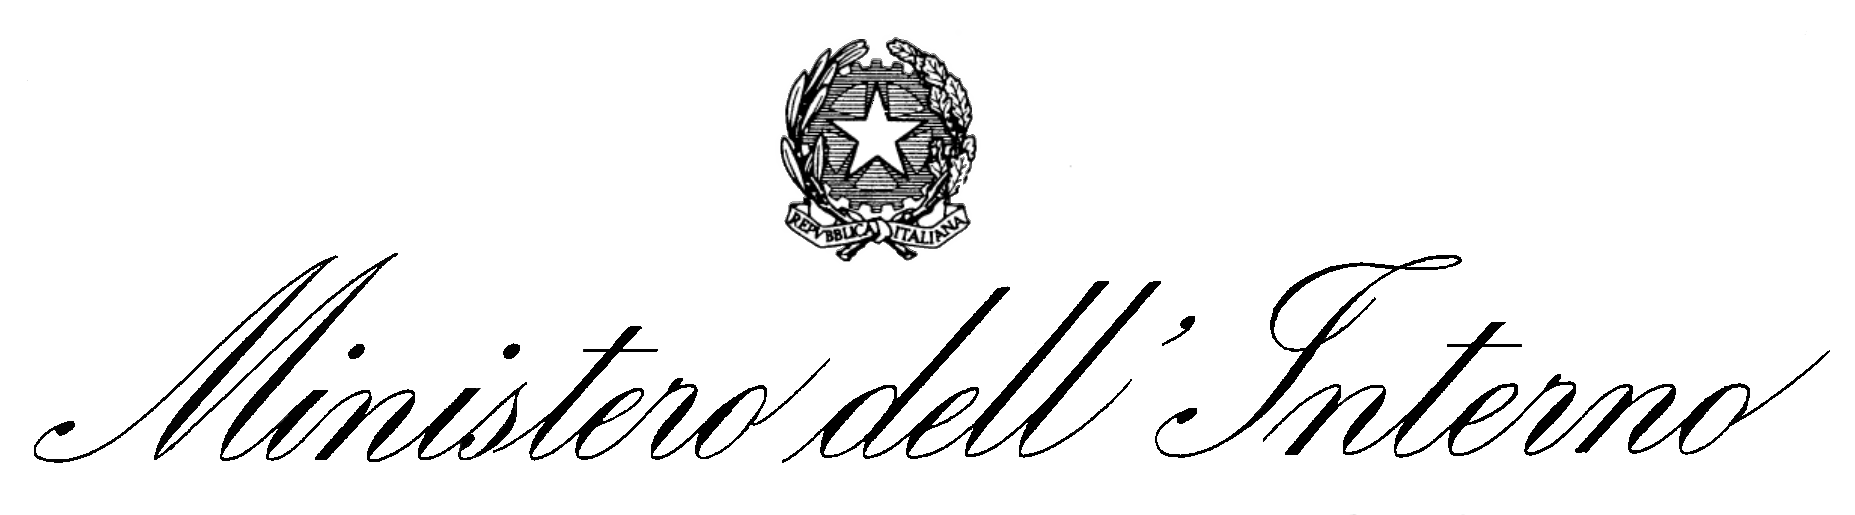 REPVBBLICA ITALIANA
Ministero dell'Interno